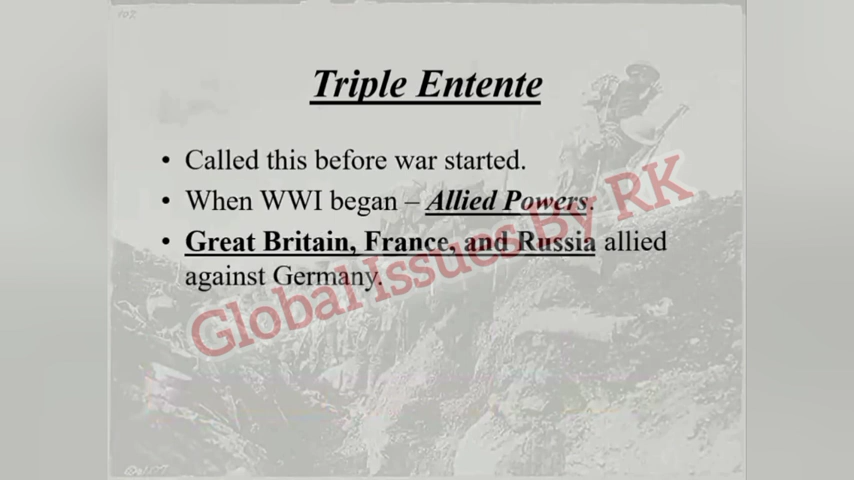 Triple Entente
• Called this before war started.
• When WWI began – Allied Powers.
• Great Britain, France, and Russia allied
against Germany.
Global Issues By RK